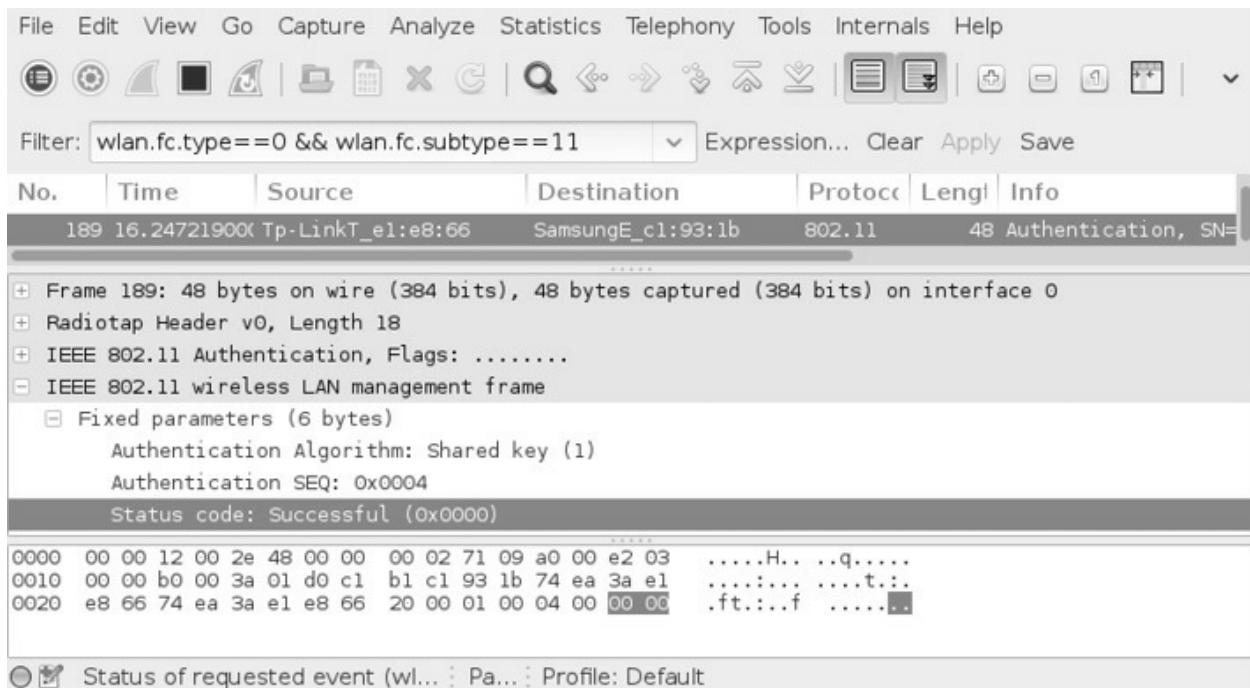 File Edit View Go Capture Analyze Statistics Telephony Tools Internals Help
Filter: wlan.fc.type==0 && wlan.fc.subtype==11 Expression... Clear Apply Save
No. Time Source Destination Protocc Lengt Info
189 16.24721900( Tp-LinkT_e1:e8:66 SamsungE_c1:93:1b 802.11 48 Authentication, SN=
Frame 189: 48 bytes on wire (384 bits), 48 bytes captured (384 bits) on interface 0
Radiotap Header v0, Length 18
IEEE 802.11 Authentication, Flags: ........
IEEE 802.11 wireless LAN management frame
Fixed parameters (6 bytes)
Authentication Algorithm: Shared key (1)
Authentication SEQ: 0x0004
Status code: Successful (0x0000)
0000 00 00 12 00 2e 48 00 00 00 02 71 09 a0 00 e2 03 .....H.. ..q.....
0010 00 00 b0 00 3a 01 d0 c1 b1 c1 93 1b 74 ea 3a e1 ....:... ....t.:.
0020 e8 66 74 ea 3a e1 e8 66 20 00 01 00 04 00 00 00 .ft.:..f .......
Status of requested event (wl... Pa... Profile: Default